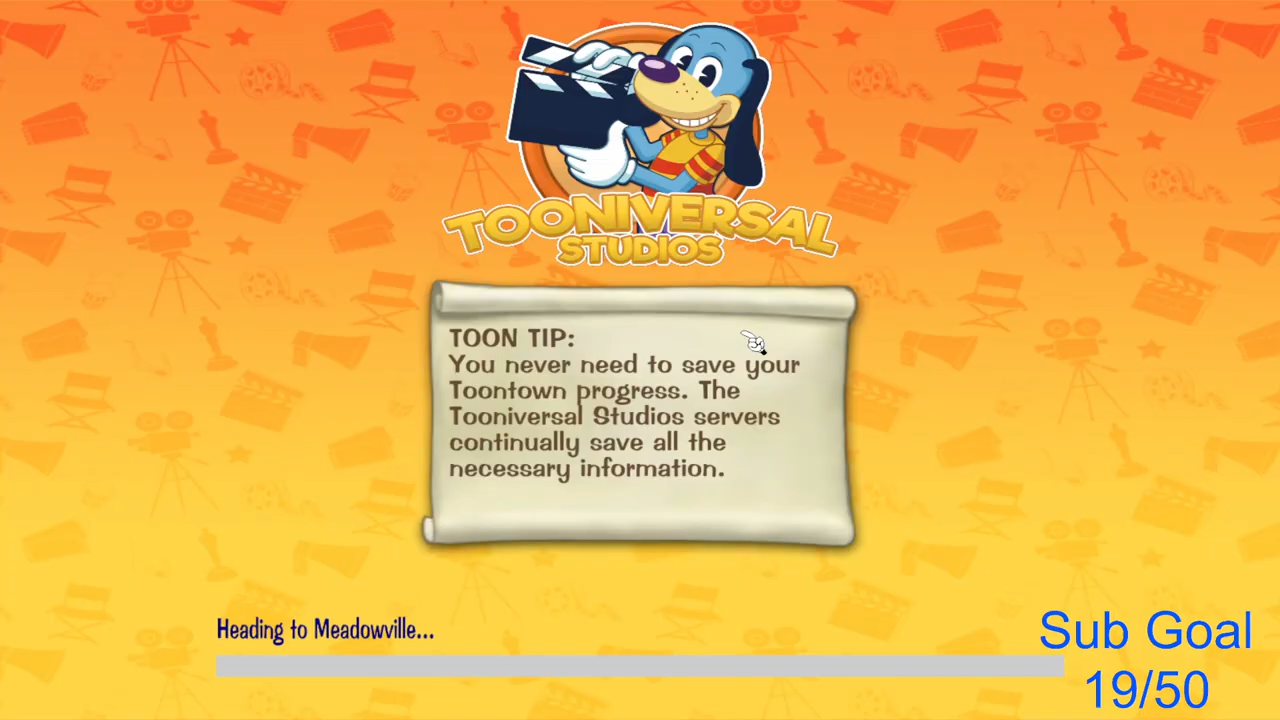 TOONIVERSAL
STUDIOS
TOON TIP:
You never need to save your
Toontown progress. The
Tooniversal Studios servers
continually save all the
necessary information.
Heading to Meadowville...
Sub Goal
19/50